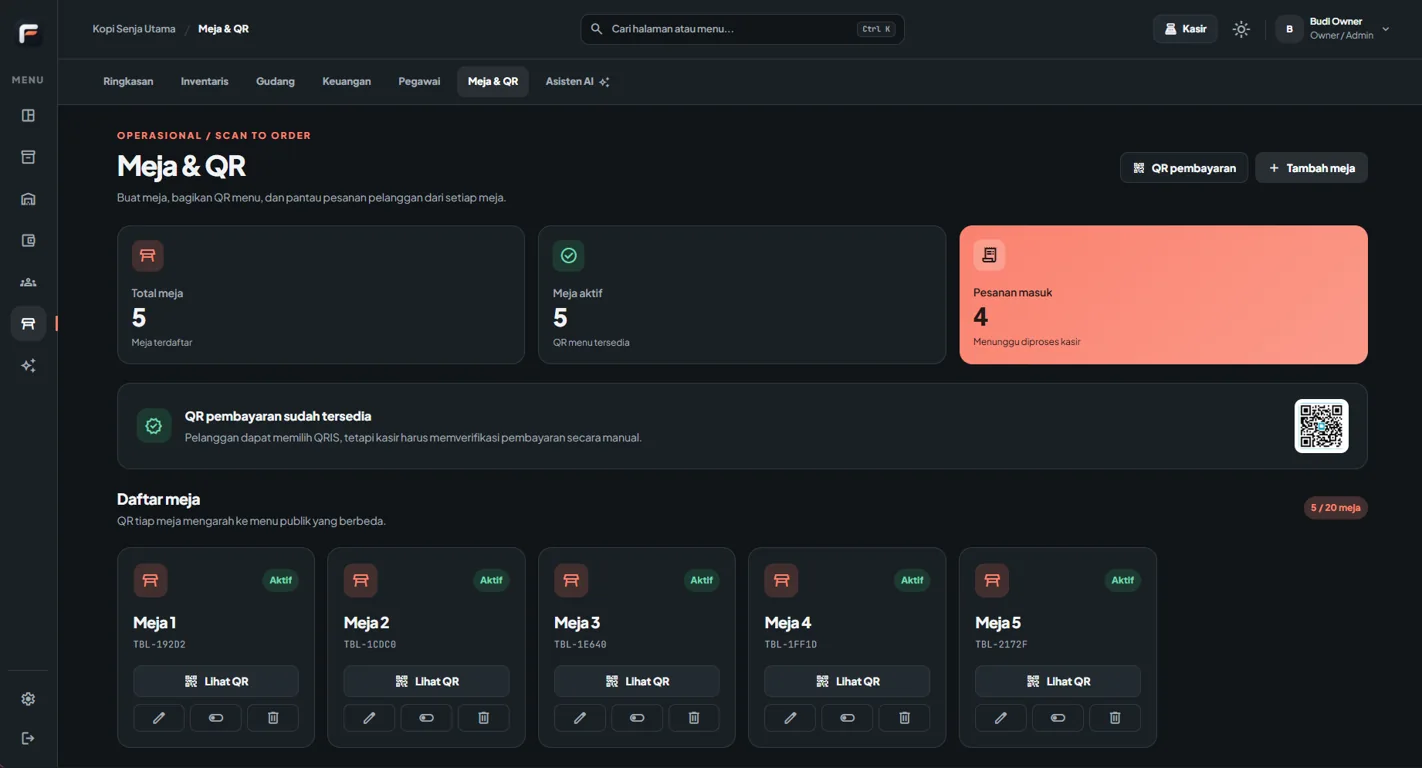 Kopi Senja Utama / Meja & QR
Cari halaman atau menu...
Ctrl K
Kasir
B
Budi Owner
Owner / Admin
MENU
Ringkasan
Inventaris
Gudang
Keuangan
Pegawai
Meja & QR
Asisten AI
OPERASIONAL / SCAN TO ORDER
Meja & QR
Buat meja, bagikan QR menu, dan pantau pesanan pelanggan dari setiap meja.
QR pembayaran
+ Tambah meja
Total meja
5
Meja terdaftar
Meja aktif
5
QR menu tersedia
Pesanan masuk
4
Menunggu diproses kasir
QR pembayaran sudah tersedia
Pelanggan dapat memilih QRIS, tetapi kasir harus memverifikasi pembayaran secara manual.
Daftar meja
QR tiap meja mengarah ke menu publik yang berbeda.
5 / 20 meja
Aktif
Meja 1
TBL-192D2
Lihat QR
Aktif
Meja 2
TBL-1CDC0
Lihat QR
Aktif
Meja 3
TBL-1E640
Lihat QR
Aktif
Meja 4
TBL-1FF1D
Lihat QR
Aktif
Meja 5
TBL-2172F
Lihat QR